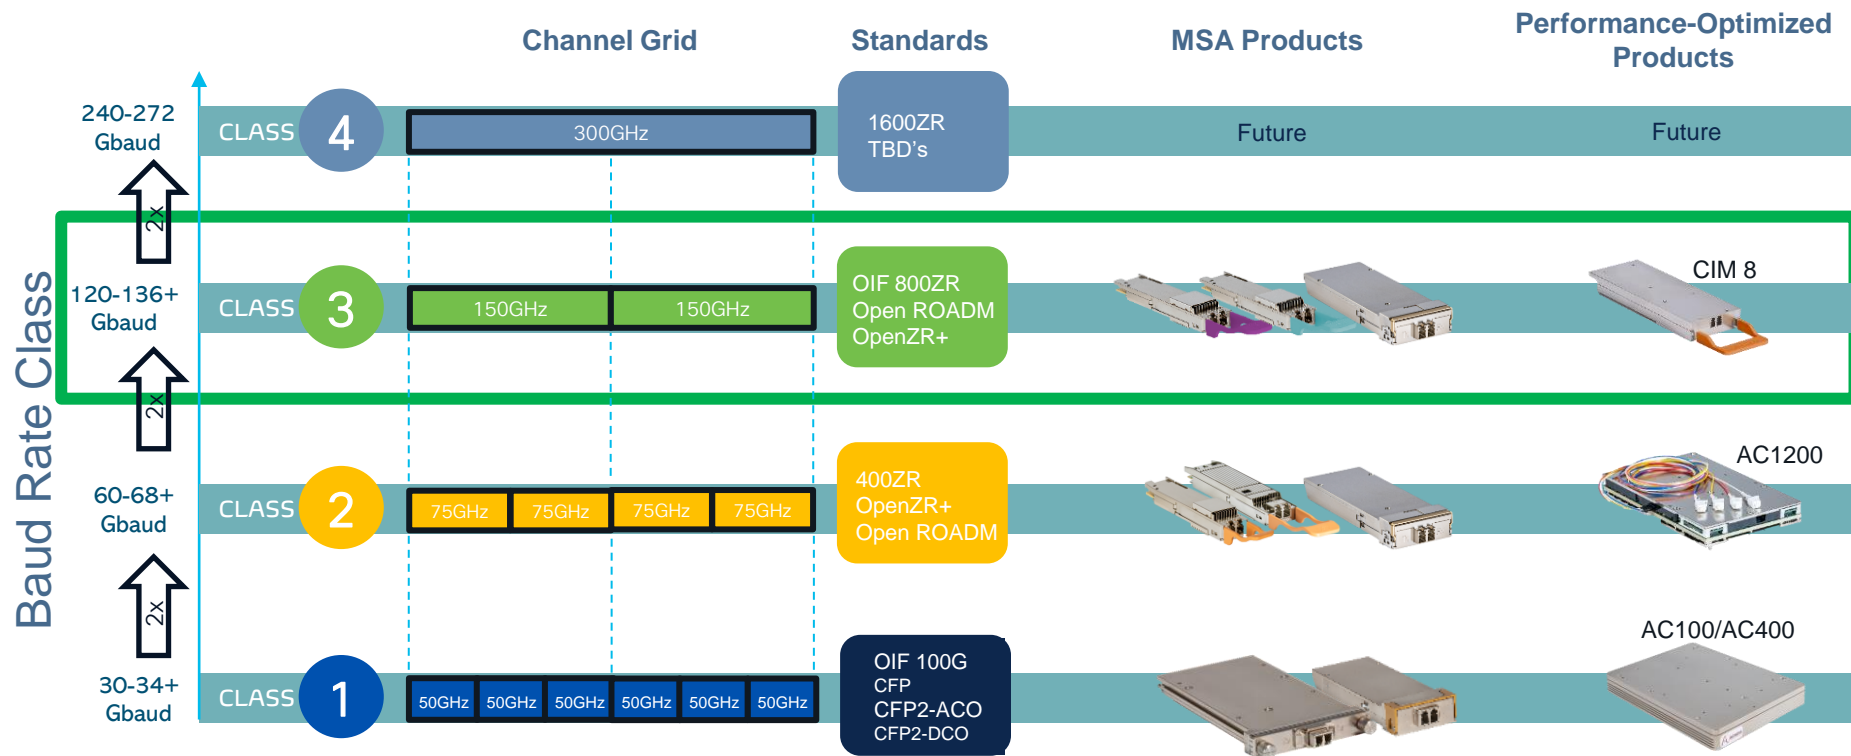 Channel Grid
Standards
MSA Products
Performance-Optimized
Products
Baud Rate Class
240-272
Gbaud
CLASS
4
300GHz
1600ZR
TBD's
Future
Future
2x
120-136+
Gbaud
CLASS
3
150GHz
150GHz
OIF 800ZR
Open ROADM
OpenZR+
CIM 8
2x
60-68+
Gbaud
CLASS
2
75GHz
75GHz
75GHz
75GHz
400ZR
OpenZR+
Open ROADM
AC1200
2x
30-34+
Gbaud
CLASS
1
50GHz
50GHz
50GHz
50GHz
50GHz
50GHz
OIF 100G
CFP
CFP2-ACO
CFP2-DCO
AC100/AC400